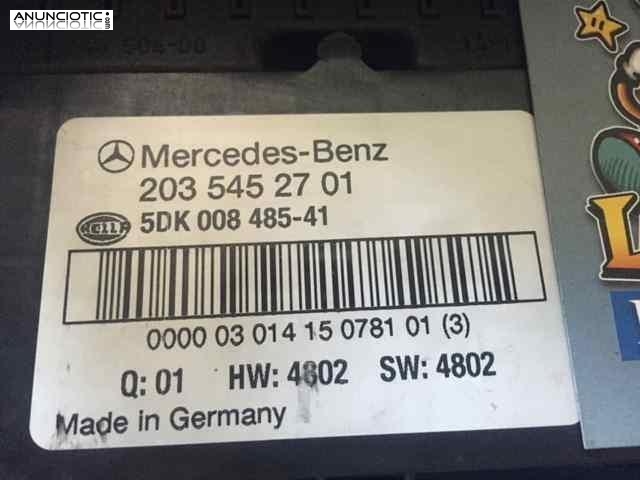 ANUNCIOTIC.com
Mercedes-Benz
203 545 27 01
HELLA
5DK 008 485-41
0000 03 014 15 0781 01 (3)
Q: 01 HW: 4802 SW: 4802
Made in Germany